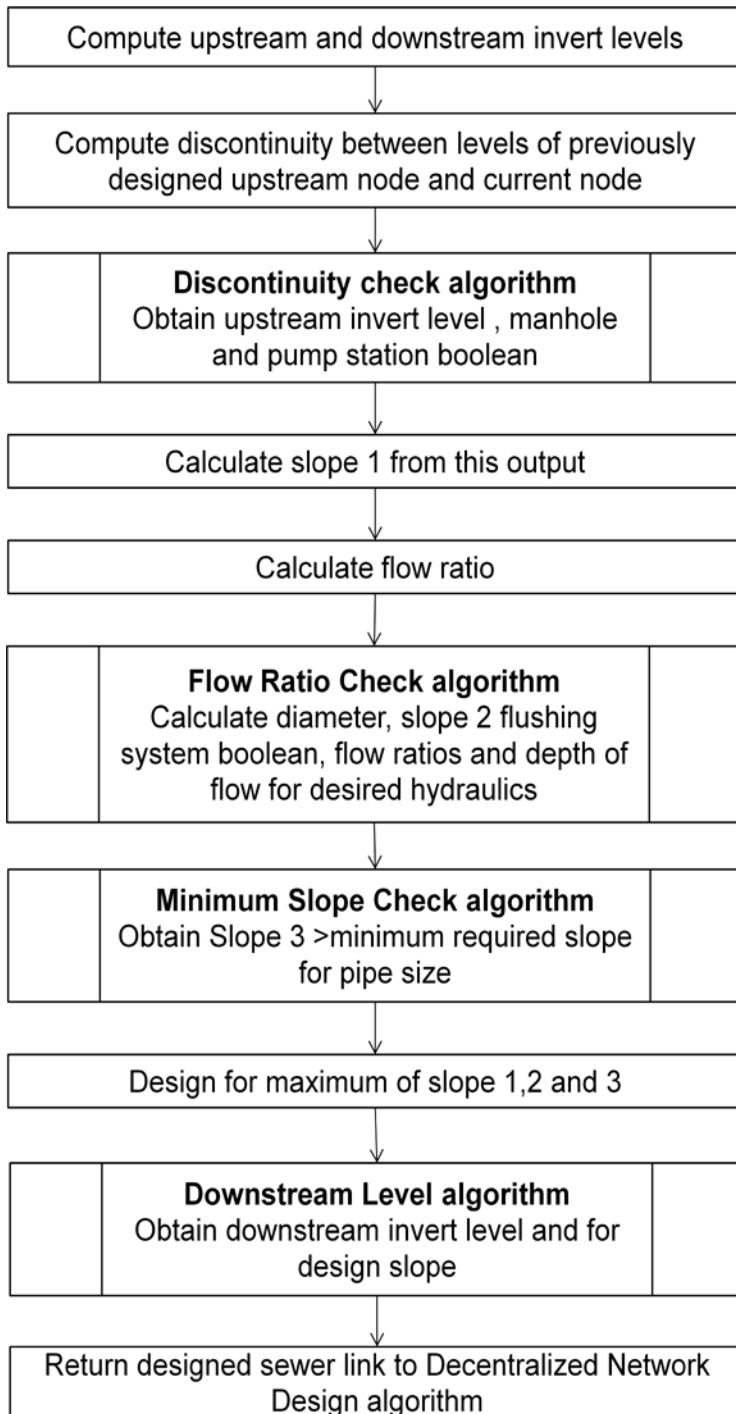 Compute upstream and downstream invert levels
Compute discontinuity between levels of previously
designed upstream node and current node
Discontinuity check algorithm
Obtain upstream invert level , manhole
and pump station boolean
Calculate slope 1 from this output
Calculate flow ratio
Flow Ratio Check algorithm
Calculate diameter, slope 2 flushing
system boolean, flow ratios and depth of
flow for desired hydraulics
Minimum Slope Check algorithm
Obtain Slope 3 >minimum required slope
for pipe size
Design for maximum of slope 1,2 and 3
Downstream Level algorithm
Obtain downstream invert level and for
design slope
Return designed sewer link to Decentralized Network
Design algorithm